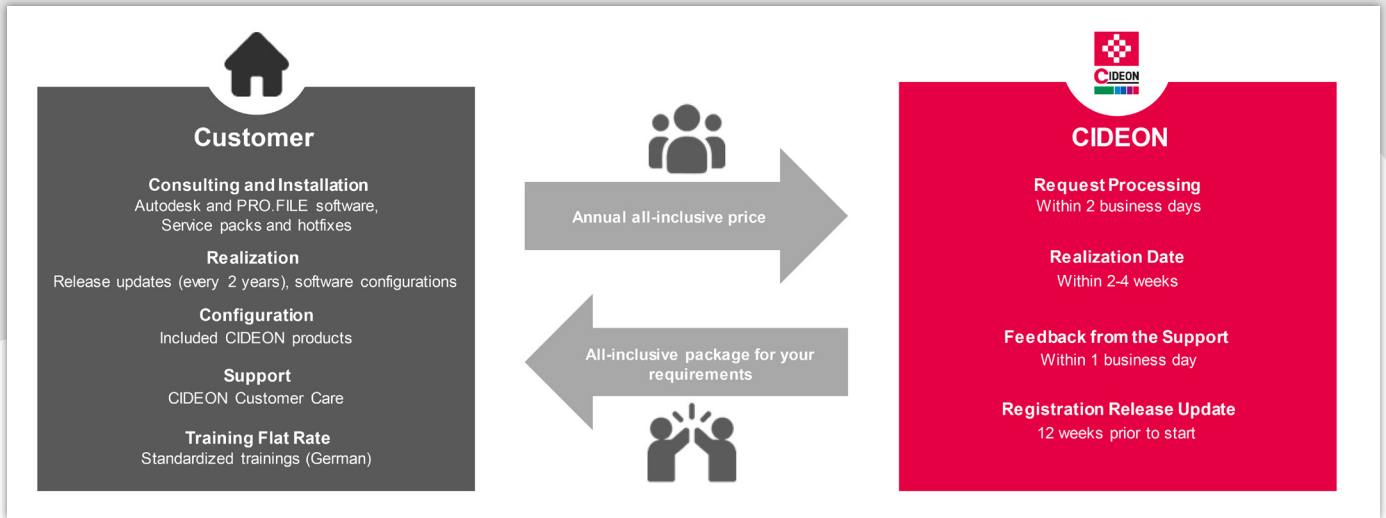 Customer
Consulting and Installation
Autodesk and PRO.FILE software,
Service packs and hotfixes
Realization
Release updates (every 2 years), software configurations
Configuration
Included CIDEON products
Support
CIDEON Customer Care
Training Flat Rate
Standardized trainings (German)
Annual all-inclusive price
All-inclusive package for your
requirements
CIDEON
CIDEON
Request Processing
Within 2 business days
Realization Date
Within 2-4 weeks
Feedback from the Support
Within 1 business day
Registration Release Update
12 weeks prior to start